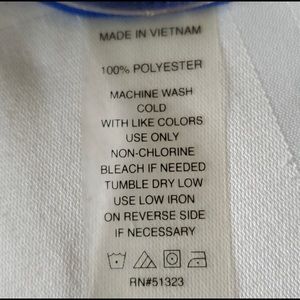 MADE IN VIETNAM
100% POLYESTER
MACHINE WASH
COLD
WITH LIKE COLORS
USE ONLY
NON-CHLORINE
BLEACH IF NEEDED
TUMBLE DRY LOW
USE LOW IRON
ON REVERSE SIDE
IF NECESSARY
RN#51323